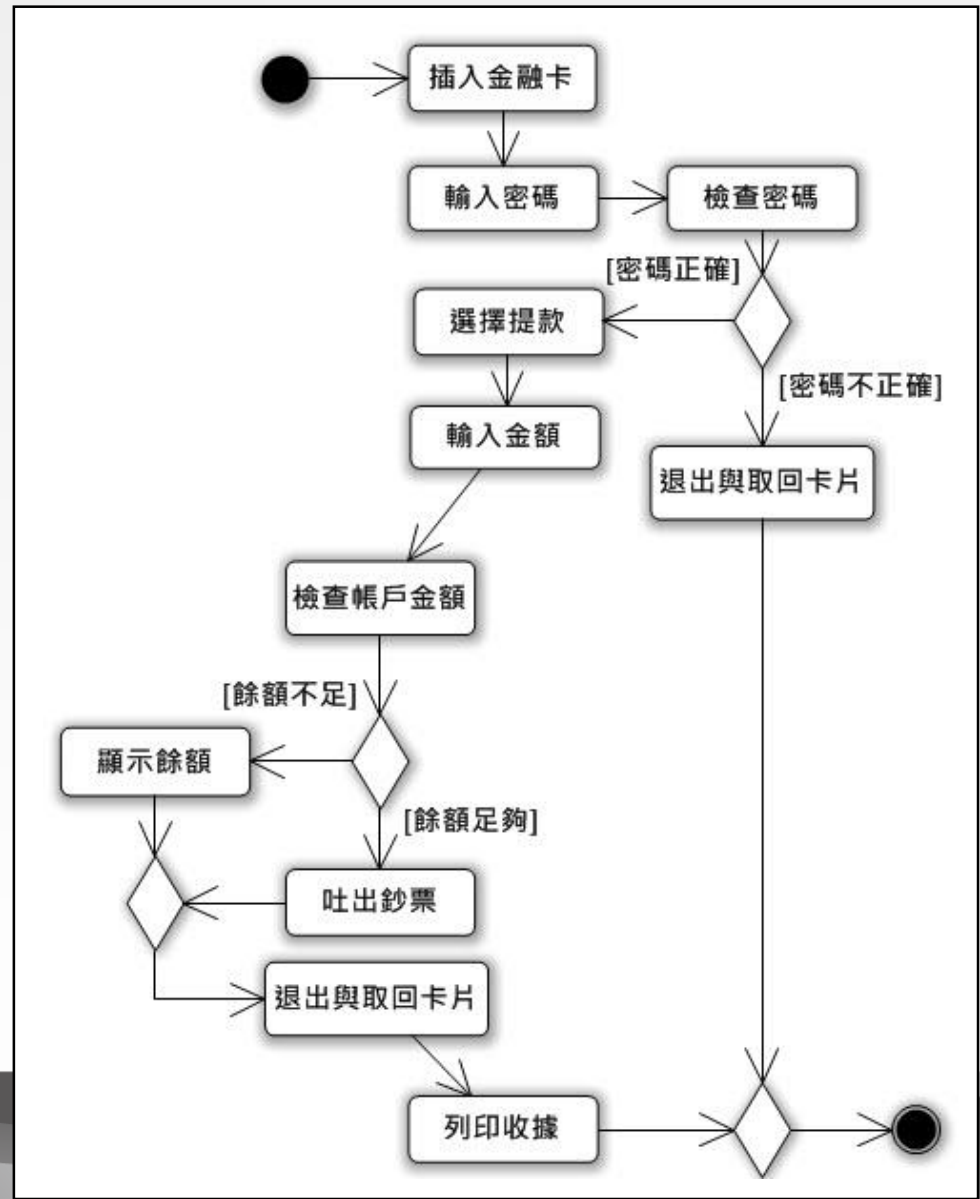 插入金融卡
輸入密碼
檢查密碼
[密碼正確]
選擇提款
[密碼不正確]
輸入金額
退出與取回卡片
檢查帳戶金額
[餘額不足]
顯示餘額
[餘額足夠]
吐出鈔票
退出與取回卡片
列印收據